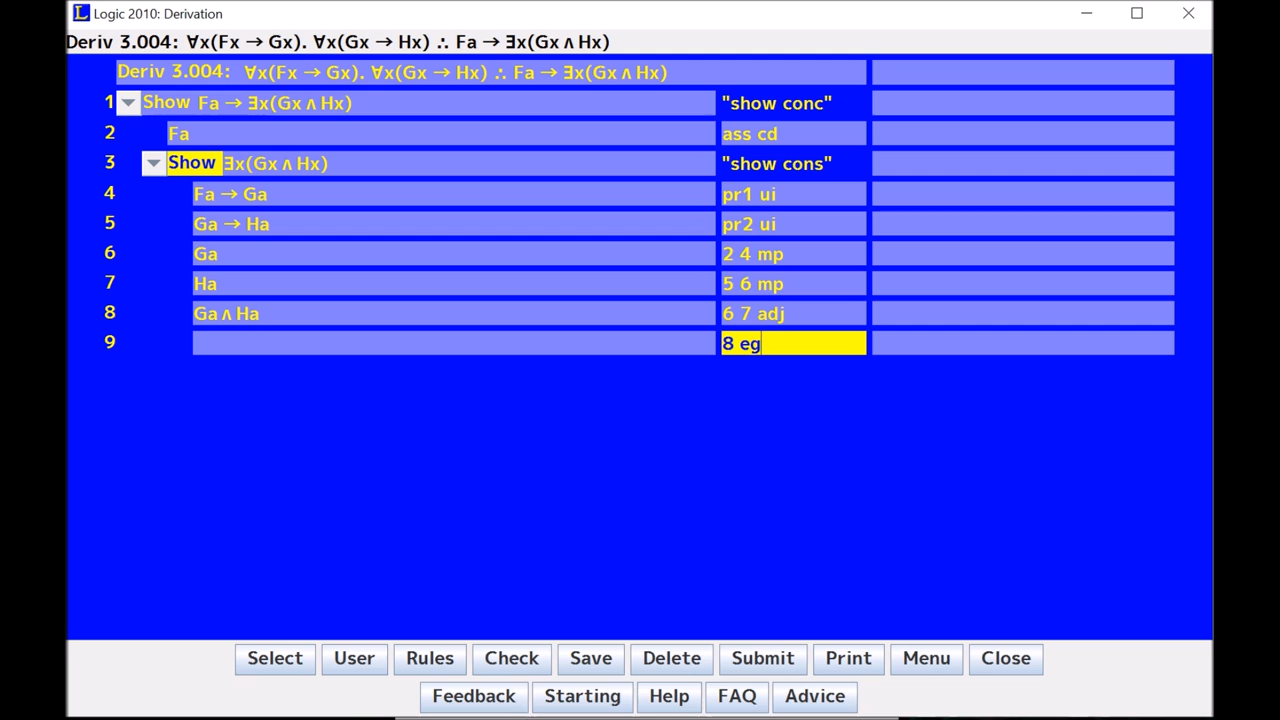 L Logic 2010: Derivation
Deriv 3.004: ∀x(Fx → Gx). ∀x(Gx → Hx) ∴ Fa → ∃x(Gx ∧ Hx)
Deriv 3.004: ∀x(Fx → Gx). ∀x(Gx → Hx) ∴ Fa → ∃x(Gx ∧ Hx)
1 Show Fa → ∃x(Gx ∧ Hx) "show conc"
2 Fa ass cd
3 Show ∃x(Gx ∧ Hx) "show cons"
4 Fa → Ga pr1 ui
5 Ga → Ha pr2 ui
6 Ga 2 4 mp
7 Ha 5 6 mp
8 Ga ∧ Ha 6 7 adj
9 8 eg
Select User Rules Check Save Delete Submit Print Menu Close
Feedback Starting Help FAQ Advice